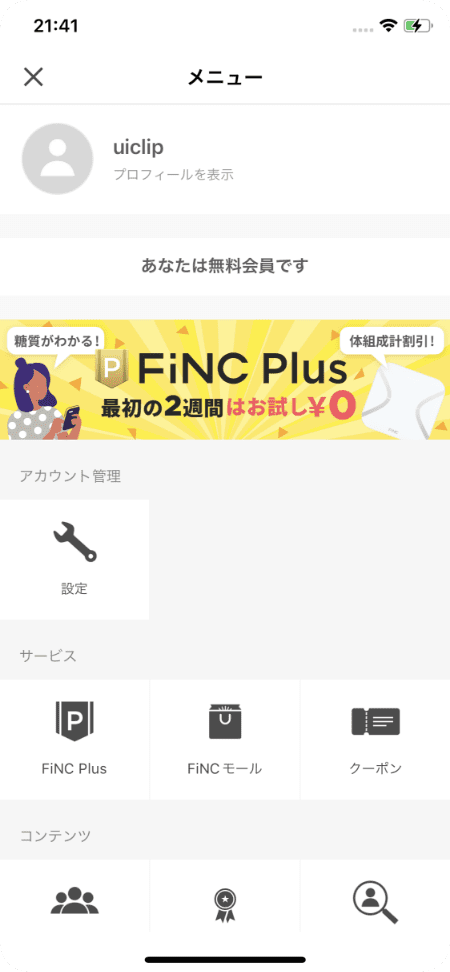 21:41
メニュー
uiclip
プロフィールを表示
あなたは無料会員です
糖質がわかる!
体組成計割引!
P FiNC Plus
最初の2週間はお試し¥0
アカウント管理
設定
サービス
P
FiNC Plus
FiNCモール
クーポン
コンテンツ